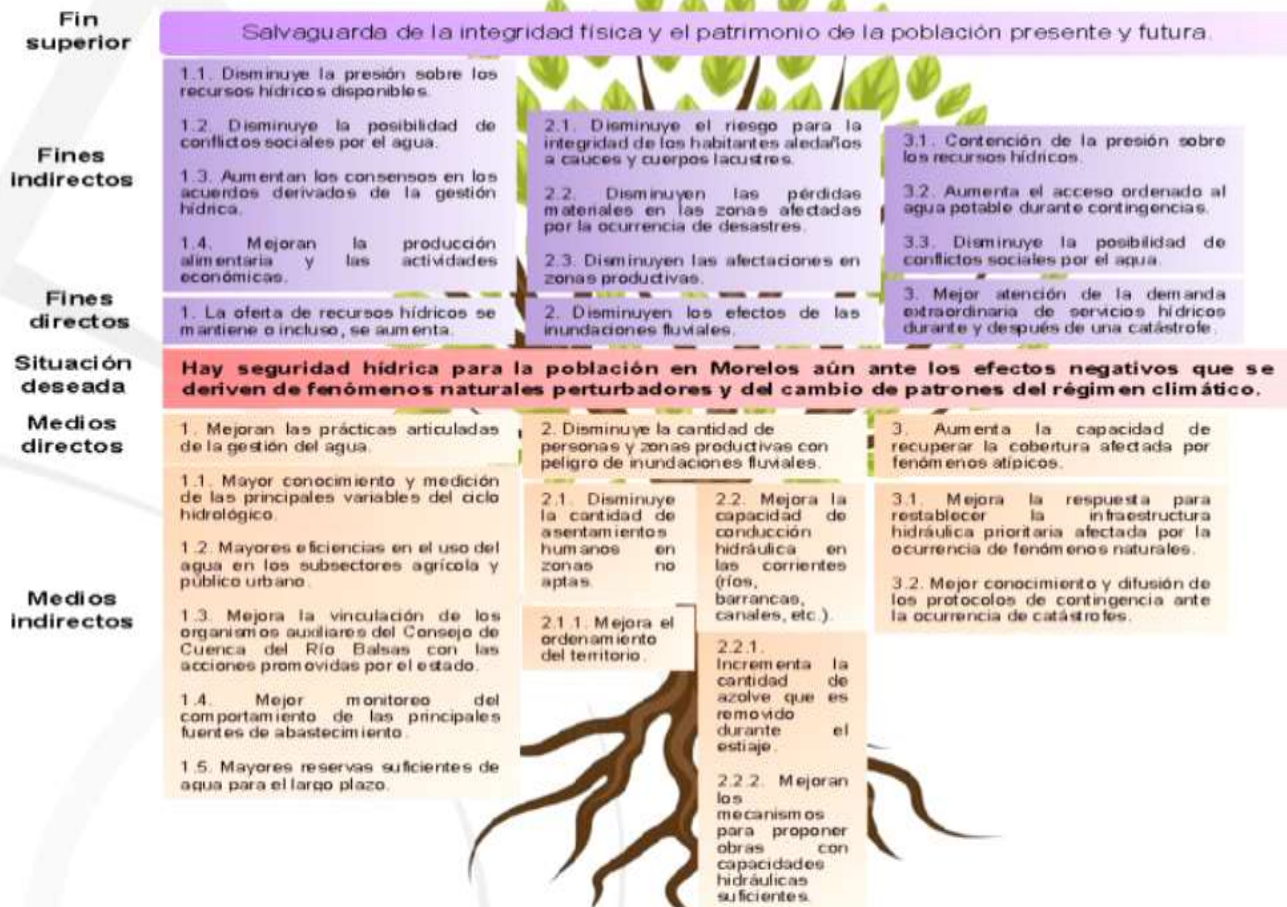 Fin
superior
Salvaguarda de la integridad física y el patrimonio de la población presente y futura.
Fines
indirectos
1.1. Disminuye la presión sobre los
recursos hídricos disponibles.
1.2. Disminuye la posibilidad de
conflictos sociales por el agua.
1.3. Aumentan los consensos en los
acuerdos derivados de la gestión
hídrica.
1.4. Mejoran la producción
alimentaria y las actividades
económicas.
2.1. Disminuye el riesgo para la
integridad de los habitantes aledaños
a cauces y cuerpos lacustres.
2.2. Disminuyen las pérdidas
materiales en las zonas afectadas
por la ocurrencia de desastres.
2.3. Disminuyen las afectaciones en
zonas productivas.
3.1. Contención de la presión sobre
los recursos hídricos.
3.2. Aumenta el acceso ordenado al
agua potable durante contingencias.
3.3. Disminuye la posibilidad de
conflictos sociales por el agua.
Fines
directos
1. La oferta de recursos hídricos se
mantiene o incluso, se aumenta.
2. Disminuyen los efectos de las
inundaciones fluviales.
3. Mejor atención de la demanda
extraordinaria de servicios hídricos
durante y después de una catástrofe.
Situación
deseada
Hay seguridad hídrica para la población en Morelos aún ante los efectos negativos que se
deriven de fenómenos naturales perturbadores y del cambio de patrones del régimen climático.
Medios
directos
1. Mejoran las prácticas articuladas
de la gestión del agua.
2. Disminuye la cantidad de
personas y zonas productivas con
peligro de inundaciones fluviales.
3. Aumenta la capacidad de
recuperar la cobertura afectada por
fenómenos atípicos.
Medios
indirectos
1.1. Mayor conocimiento y medición
de las principales variables del ciclo
hidrológico.
1.2. Mayores eficiencias en el uso del
agua en los subsectores agrícola y
público urbano.
1.3. Mejora la vinculación de los
organismos auxiliares del Consejo de
Cuenca del Río Balsas con las
acciones promovidas por el estado.
1.4. Mejor monitoreo del
comportamiento de las principales
fuentes de abastecimiento.
1.5. Mayores reservas suficientes de
agua para el largo plazo.
2.1. Disminuye
la cantidad de
asentamientos
humanos en
zonas no
aptas.
2.1.1. Mejora el
ordenamiento
del territorio.
2.2. Mejora la
capacidad de
conducción
hidráulica en
las corrientes
(ríos,
barrancas,
canales, etc.).
2.2.1.
Incrementa la
cantidad de
azolve que es
removido
durante el
estiaje.
2.2.2. Mejoran
los
mecanismos
para proponer
obras con
capacidades
hidráulicas
suficientes.
3.1. Mejora la respuesta para
restablecer la infraestructura
hidráulica prioritaria afectada por la
ocurrencia de fenómenos naturales.
3.2. Mejor conocimiento y difusión de
los protocolos de contingencia ante
la ocurrencia de catástrofes.